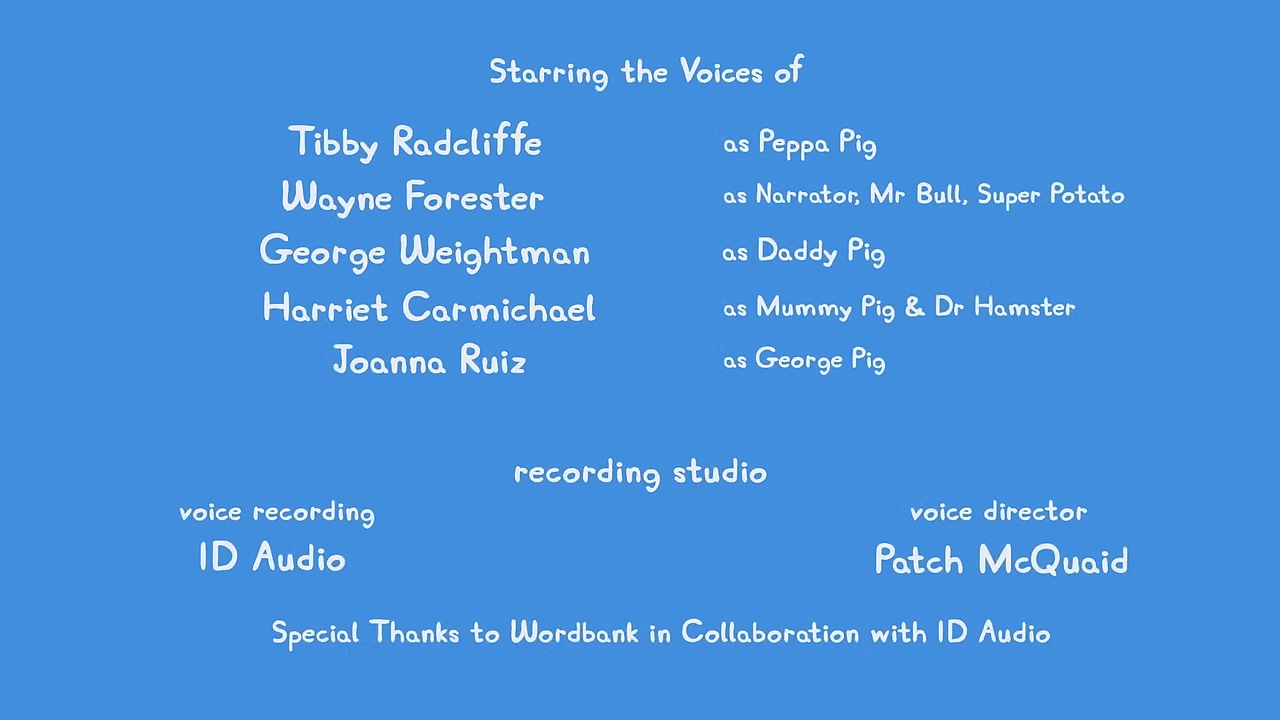 Starring the Voices of
Tibby Radcliffe as Peppa Pig
Wayne Forester as Narrator, Mr Bull, Super Potato
George Weightman as Daddy Pig
Harriet Carmichael as Mummy Pig & Dr Hamster
Joanna Ruiz as George Pig
recording studio
voice recording voice director
ID Audio Patch McQuaid
Special Thanks to Wordbank in Collaboration with ID Audio